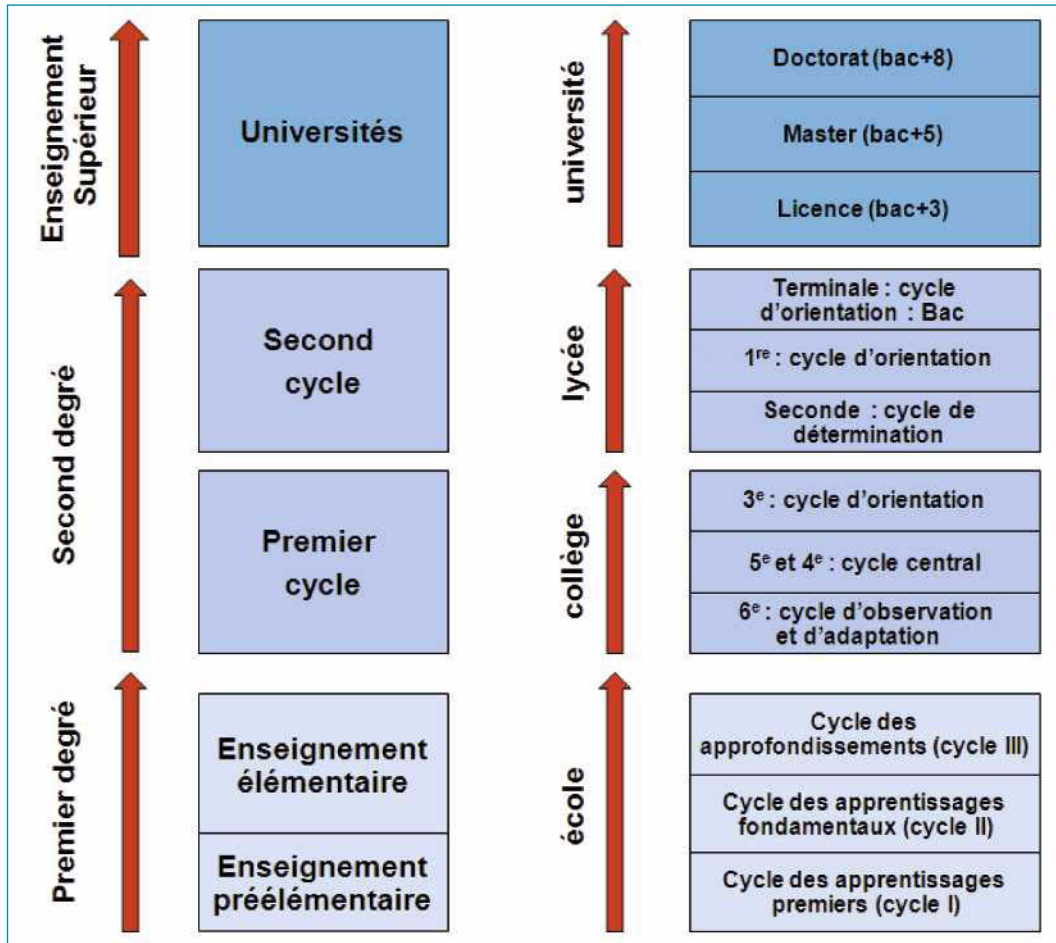 Enseignement
Supérieur
Universités
université
Doctorat (bac+8)
Master (bac+5)
Licence (bac+3)
Second degré
Second
cycle
lycée
Terminale : cycle
d'orientation : Bac
1re : cycle d'orientation
Seconde : cycle de
détermination
Premier
cycle
collège
3e : cycle d'orientation
5e et 4e : cycle central
6e : cycle d'observation
et d'adaptation
Premier degré
Enseignement
élémentaire
Enseignement
préélémentaire
école
Cycle des
approfondissements (cycle III)
Cycle des apprentissages
fondamentaux (cycle II)
Cycle des apprentissages
premiers (cycle I)